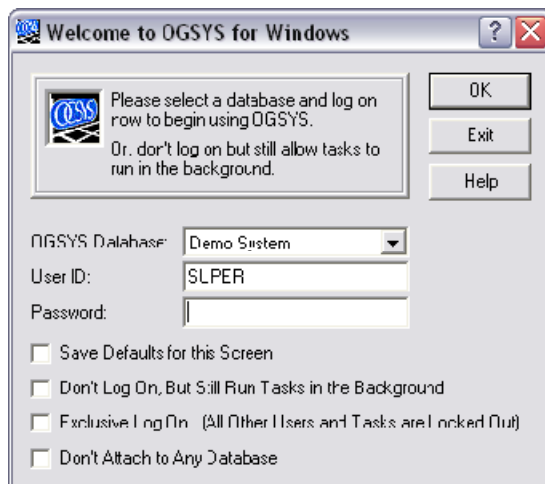 Welcome to OGSYS for Windows
Please select a database and log on
now to begin using OGSYS.
Or, don't log on but still allow tasks to
run in the background.
OK
Exit
Help
OGSYS
OGSYS Database:
Demo System
User ID:
SUPER
Password:
Save Defaults for this Screen
Don't Log On, But Still Run Tasks in the Background
Exclusive Log On (All Other Users and Tasks are Locked Out)
Don't Attach to Any Database